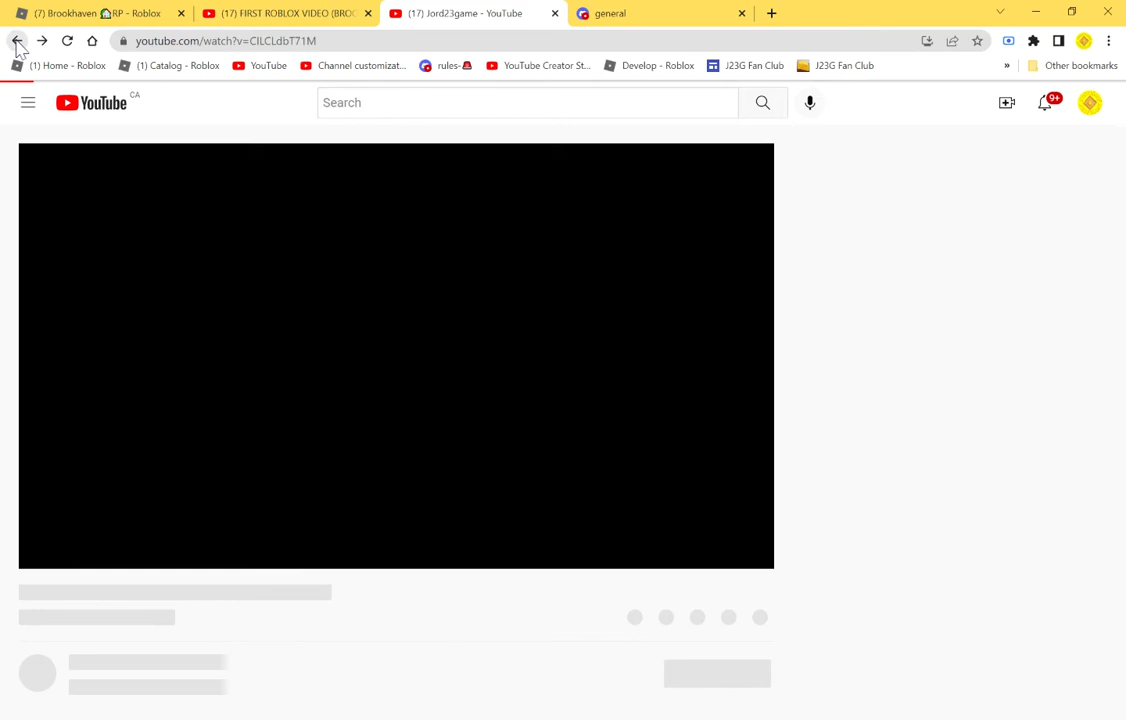 (7) Brookhaven 🏠RP - Roblox (17) FIRST ROBLOX VIDEO (BROO (17) Jord23game - YouTube general
youtube.com/watch?v=CILCLdbT71M
(1) Home - Roblox (1) Catalog - Roblox YouTube Channel customizat... rules-🚨 YouTube Creator St... Develop - Roblox J23G Fan Club J23G Fan Club » Other bookmarks
YouTube CA Search 9+